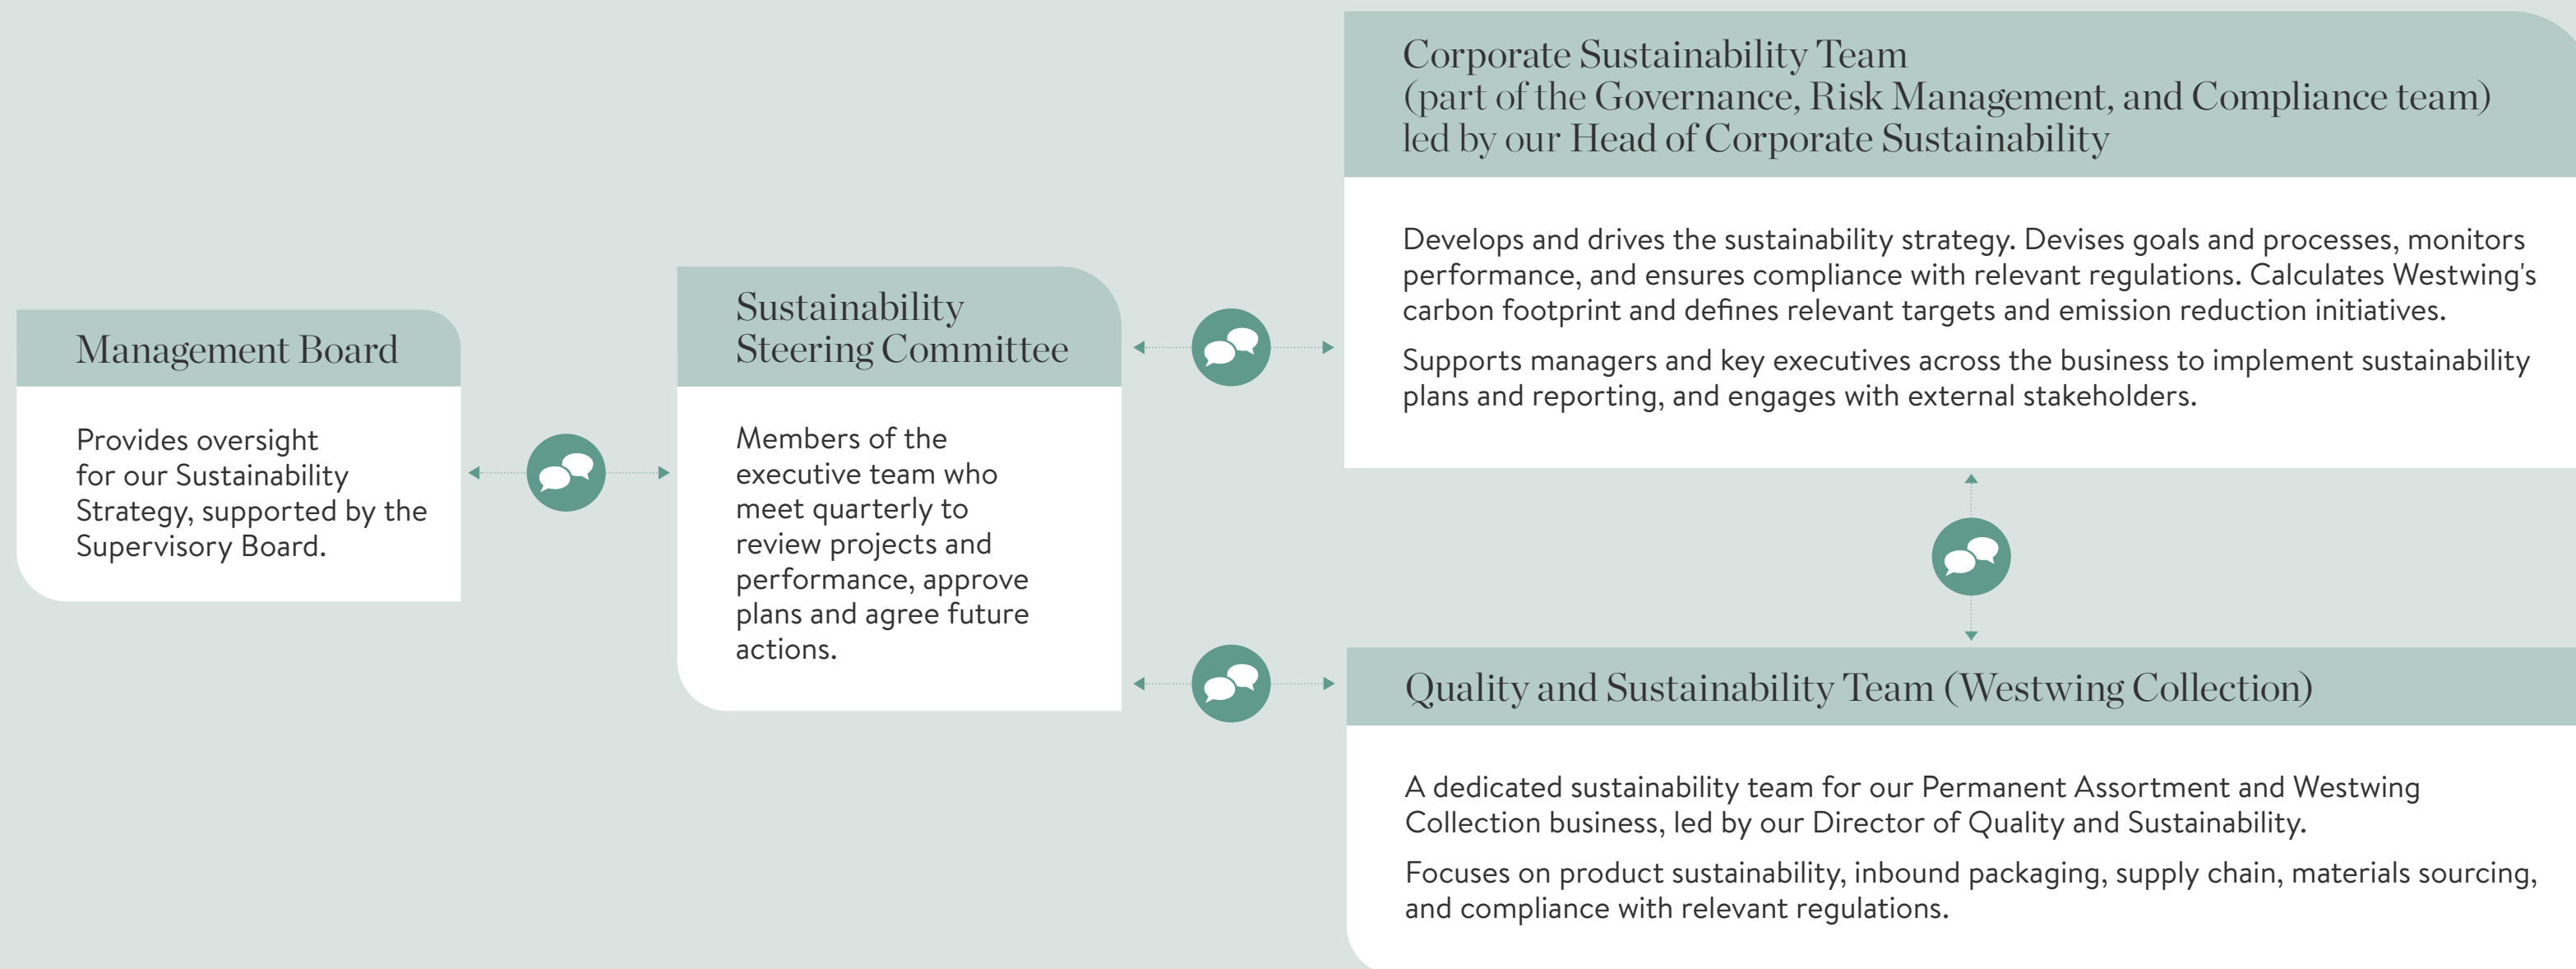 Management Board
Provides oversight
for our Sustainability
Strategy, supported by the
Supervisory Board.
Sustainability
Steering Committee
Members of the
executive team who
meet quarterly to
review projects and
performance, approve
plans and agree future
actions.
Corporate Sustainability Team
(part of the Governance, Risk Management, and Compliance team)
led by our Head of Corporate Sustainability
Develops and drives the sustainability strategy. Devises goals and processes, monitors
performance, and ensures compliance with relevant regulations. Calculates Westwing's
carbon footprint and defines relevant targets and emission reduction initiatives.
Supports managers and key executives across the business to implement sustainability
plans and reporting, and engages with external stakeholders.
Quality and Sustainability Team (Westwing Collection)
A dedicated sustainability team for our Permanent Assortment and Westwing
Collection business, led by our Director of Quality and Sustainability.
Focuses on product sustainability, inbound packaging, supply chain, materials sourcing,
and compliance with relevant regulations.